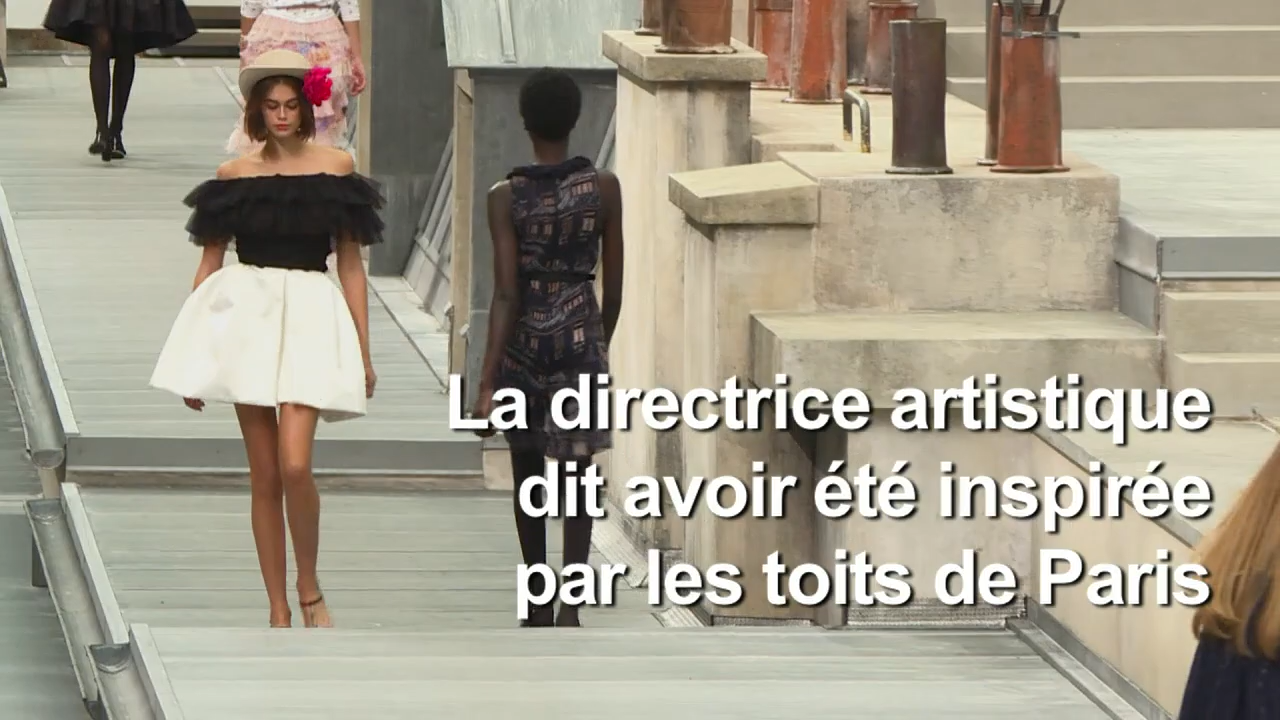 La directrice artistique
dit avoir été inspirée
par les toits de Paris